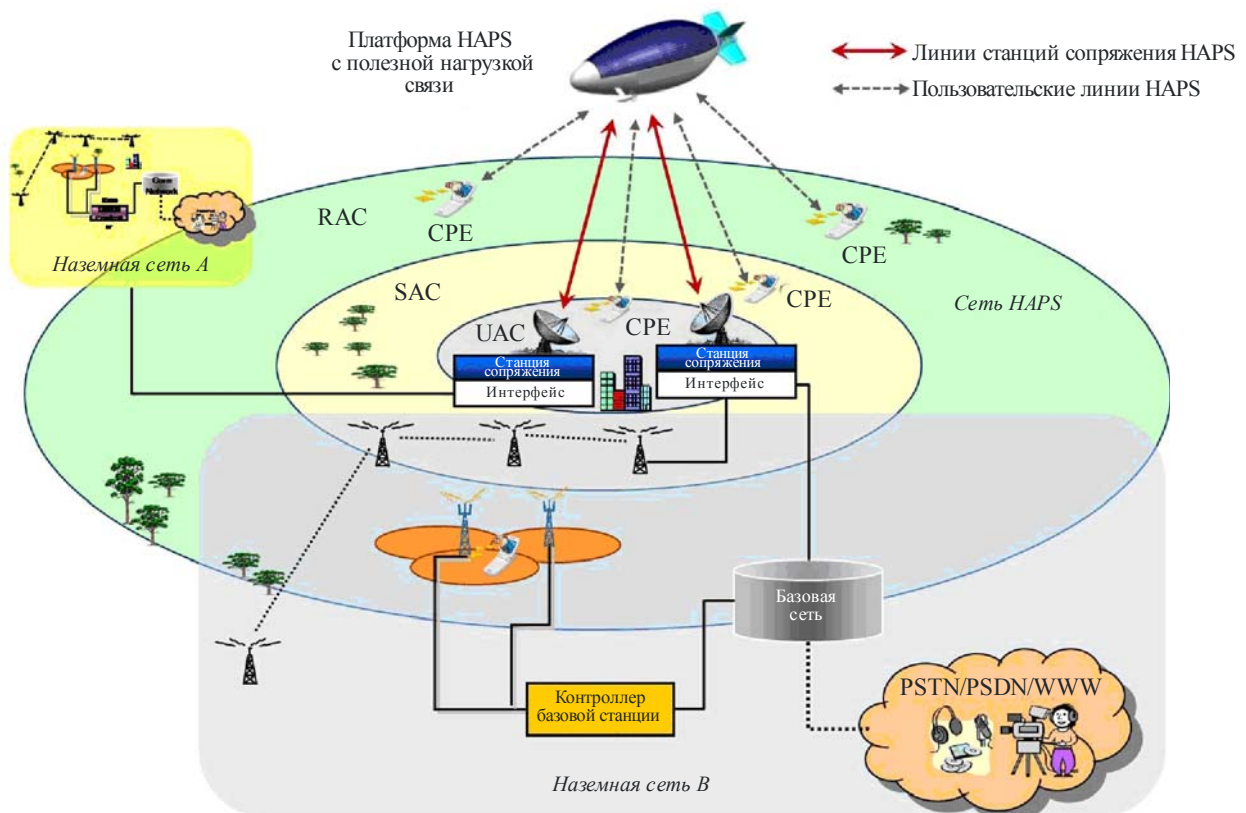 Платформа HAPS
с полезной нагрузкой
связи
Линии станций сопряжения HAPS
Пользовательские линии HAPS
Network
Наземная сеть A
RAC
CPE
CPE
SAC
CPE
Сеть HAPS
UAC
CPE
Станция
сопряжения
Интерфейс
Станция
сопряжения
Интерфейс
Базовая
сеть
Контроллер
базовой станции
PSTN/PSDN/WWW
Наземная сеть B